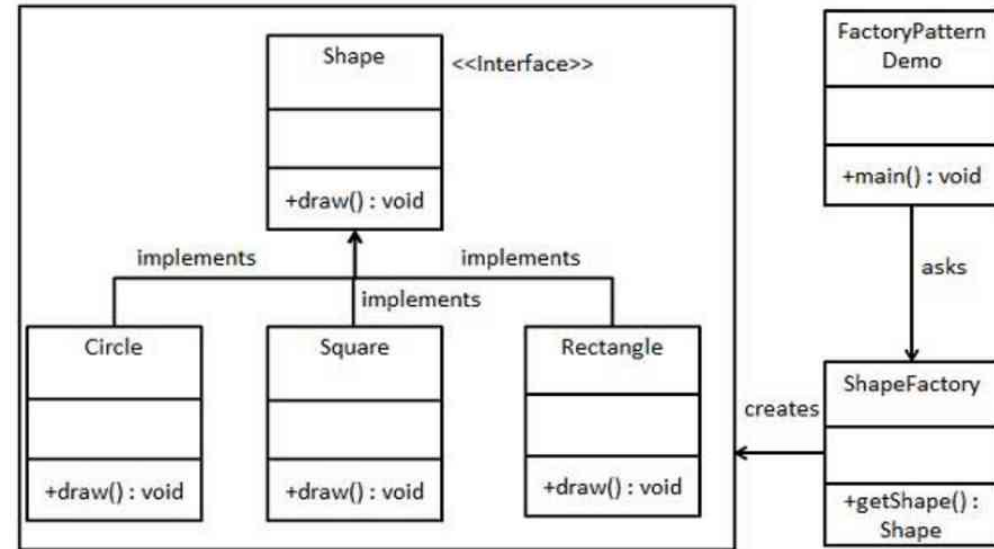 Shape
<<Interface>>
+draw() : void
implements
implements
implements
Circle
+draw() : void
Square
+draw() : void
Rectangle
+draw() : void
FactoryPattern
Demo
+main() : void
asks
creates
ShapeFactory
+getShape() :
Shape